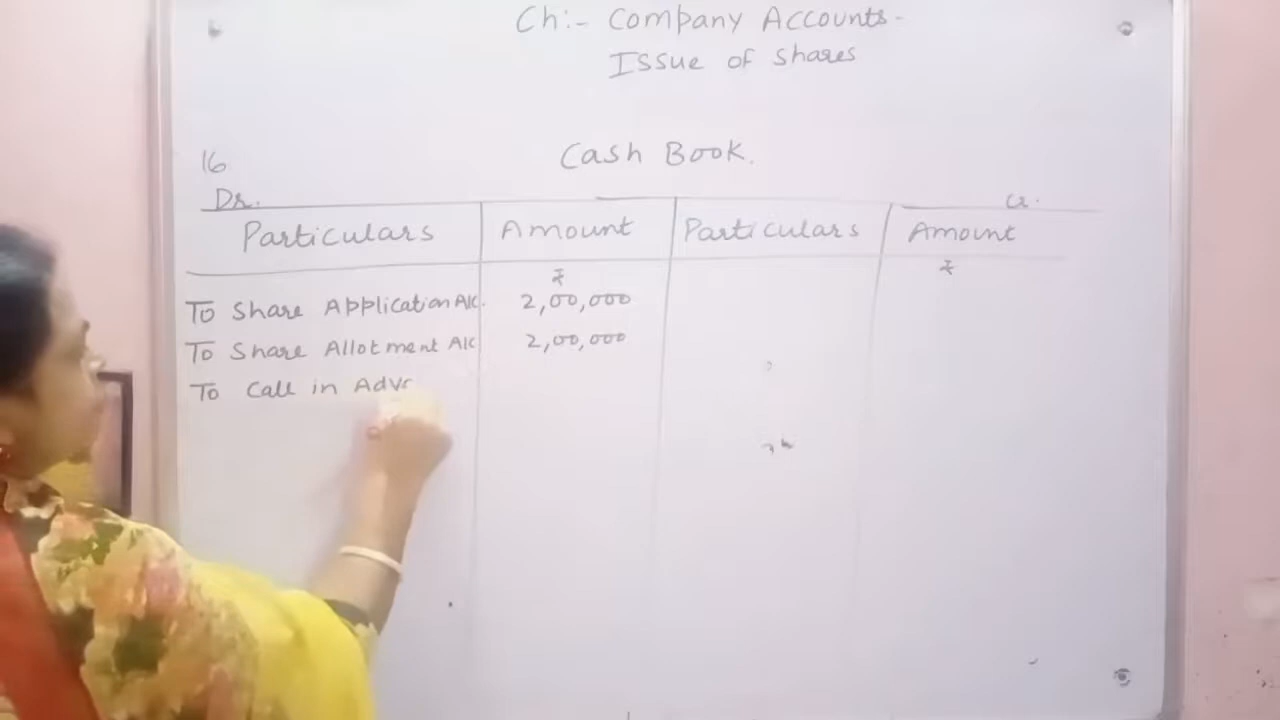 Ch:- Company Accounts-
Issue of Shares
16
Cash Book.
Dr. Cr.
Particulars Amount Particulars Amount
₹ ₹
To Share Application A/c. 2,00,000
To Share Allotment A/c 2,00,000
To Call in Adva